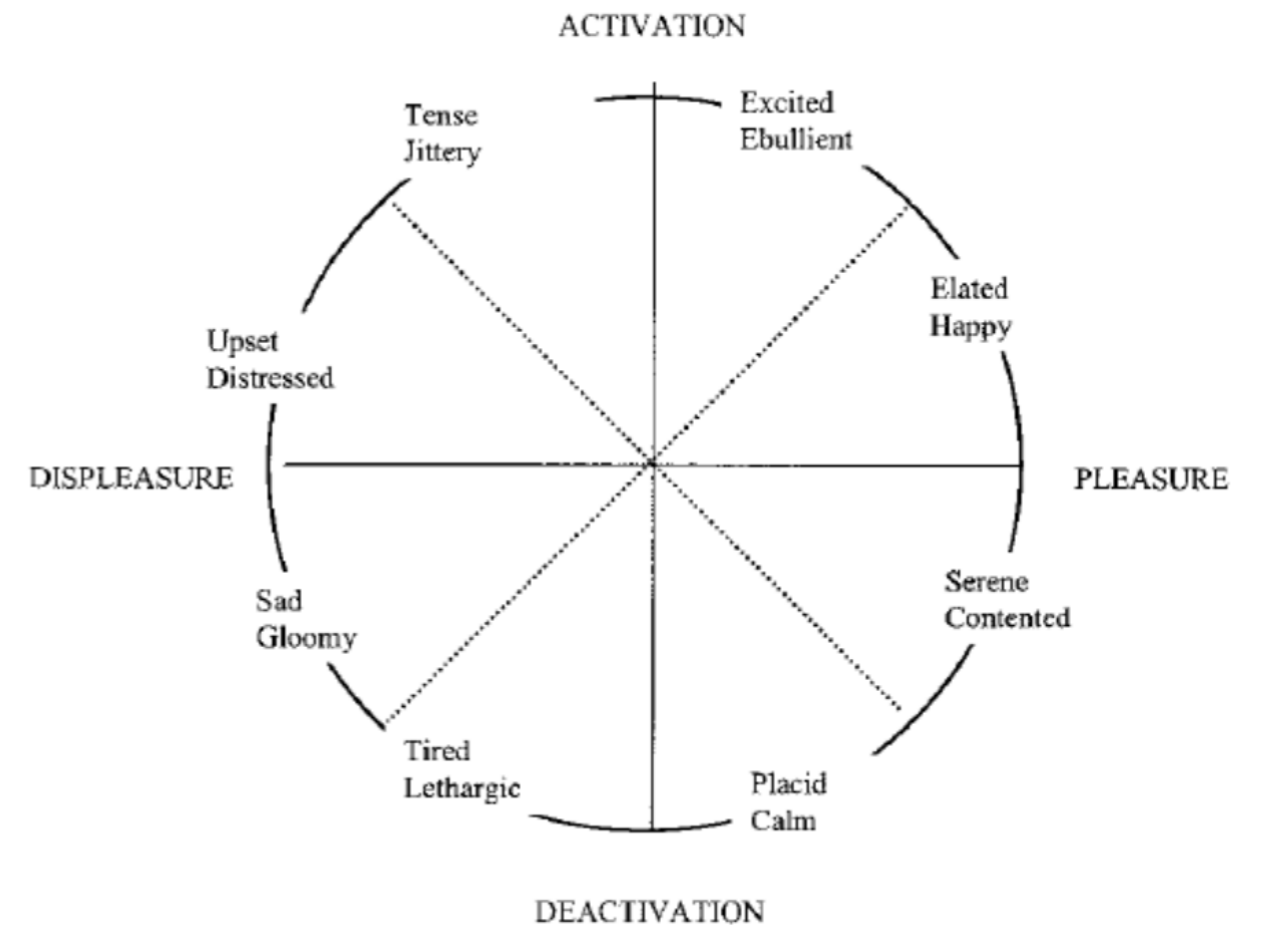 ACTIVATION
Tense
Jittery
Excited
Ebullient
Elated
Happy
Upset
Distressed
DISPLEASURE
PLEASURE
Serene
Contented
Sad
Gloomy
Tired
Lethargic
Placid
Calm
DEACTIVATION